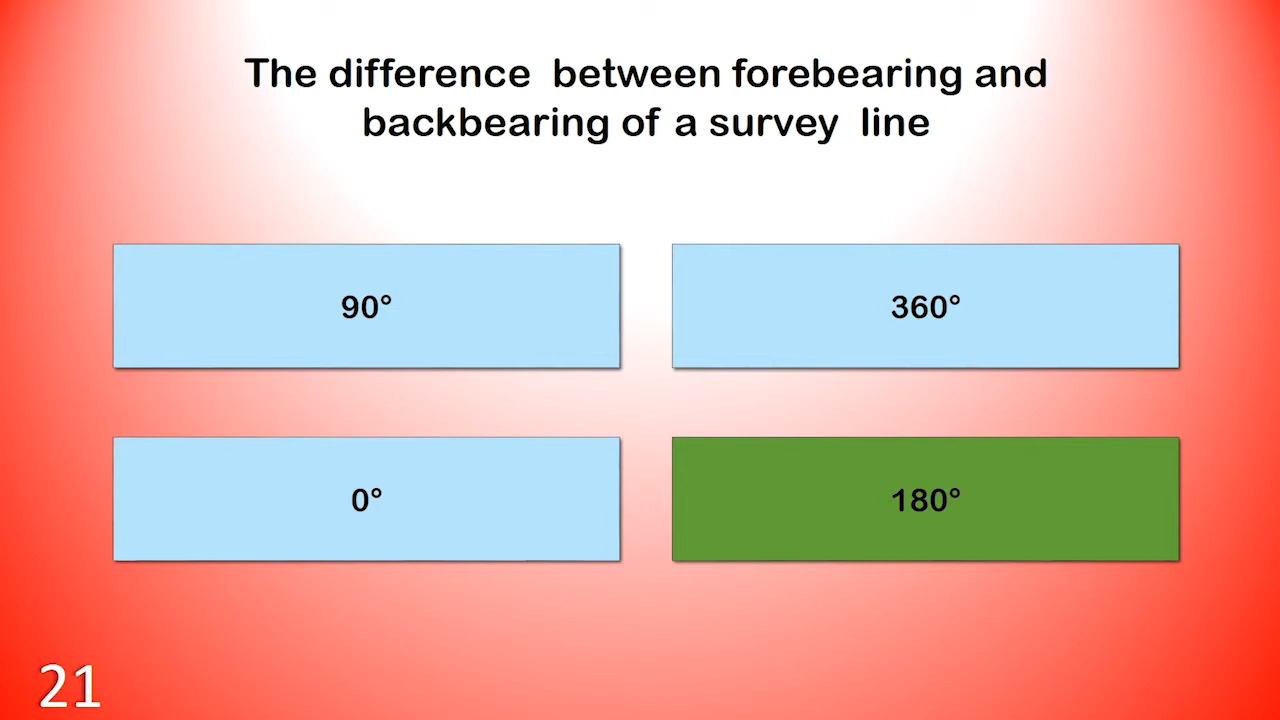 The difference between forebearing and
backbearing of a survey line
90°
360°
0°
180°
21